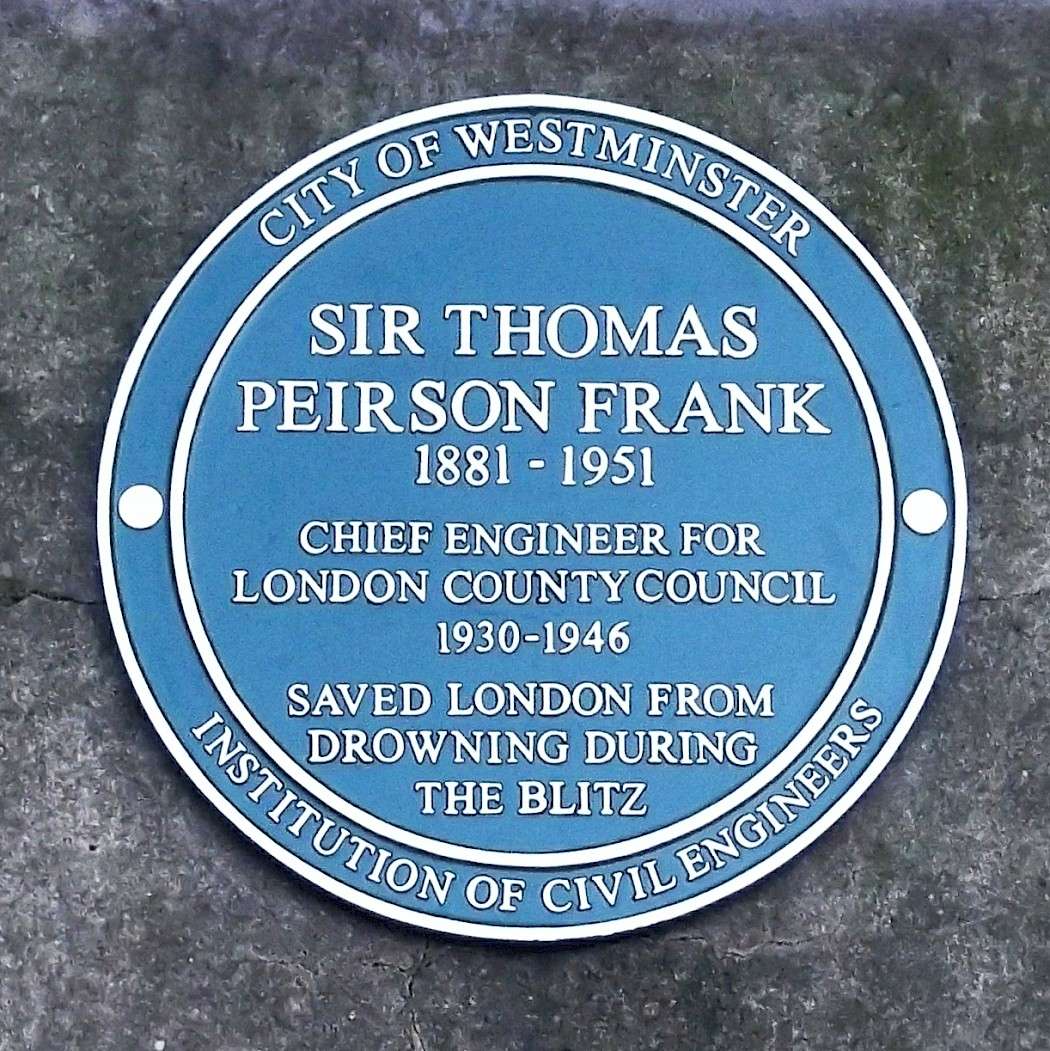 CITY OF WESTMINSTER
SIR THOMAS
PEIRSON FRANK
1881 - 1951
CHIEF ENGINEER FOR
LONDON COUNTY COUNCIL
1930-1946
SAVED LONDON FROM
DROWNING DURING
THE BLITZ
INSTITUTION OF CIVIL ENGINEERS